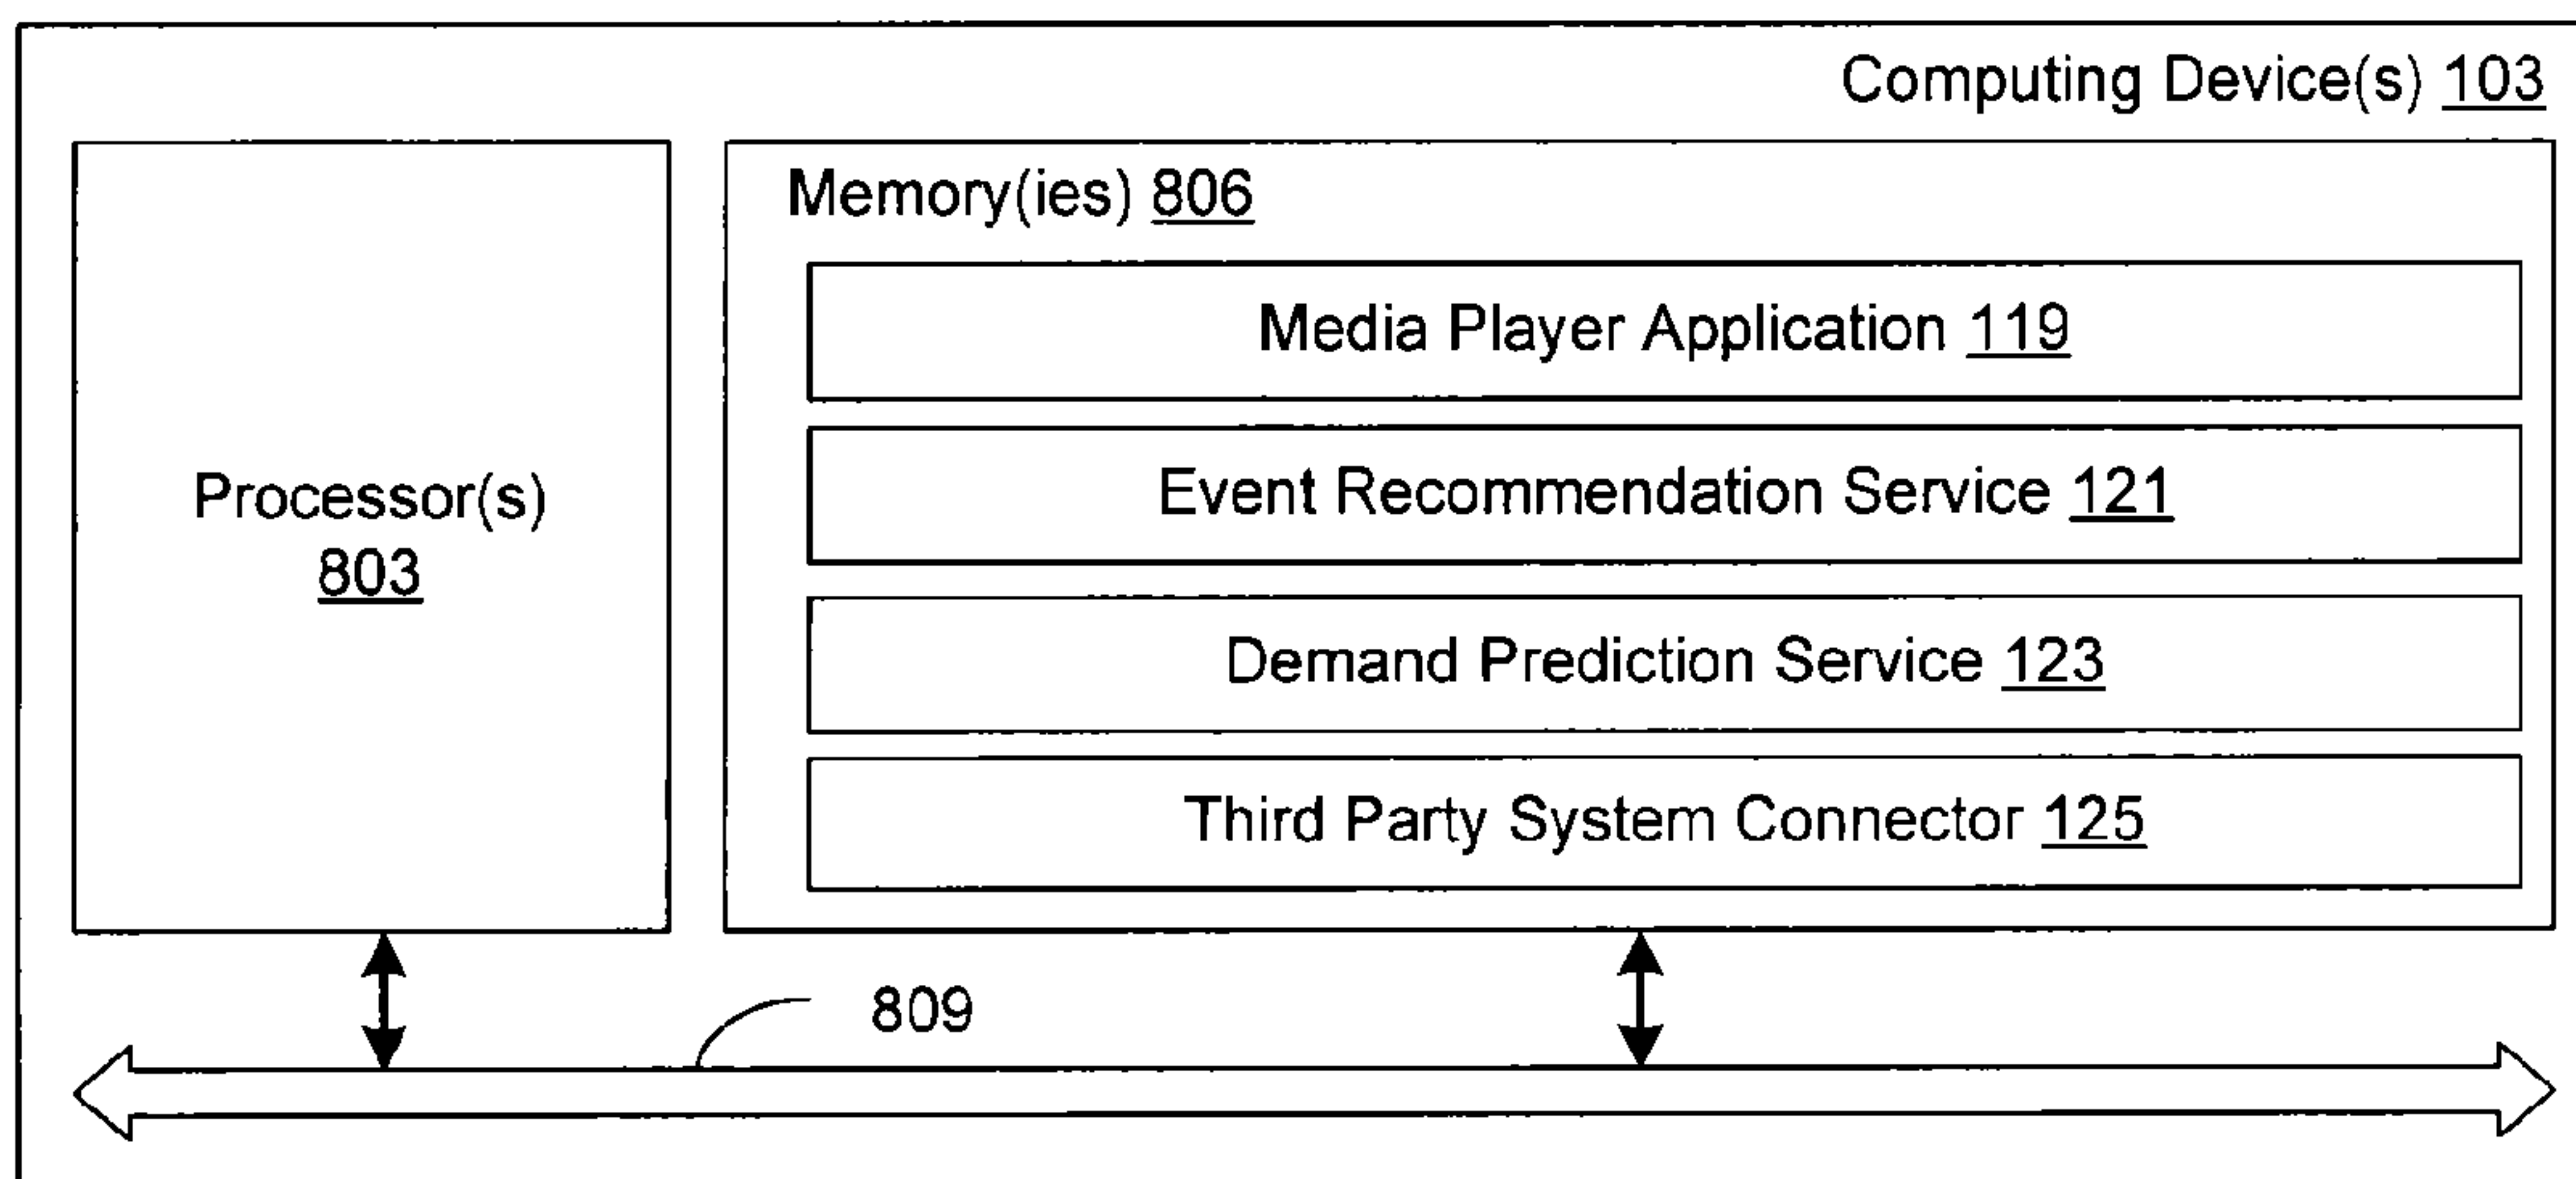 Computing Device(s) 103
Memory(ies) 806
Media Player Application 119
Event Recommendation Service 121
Processor(s)
803
Demand Prediction Service 123
Third Party System Connector 125
809